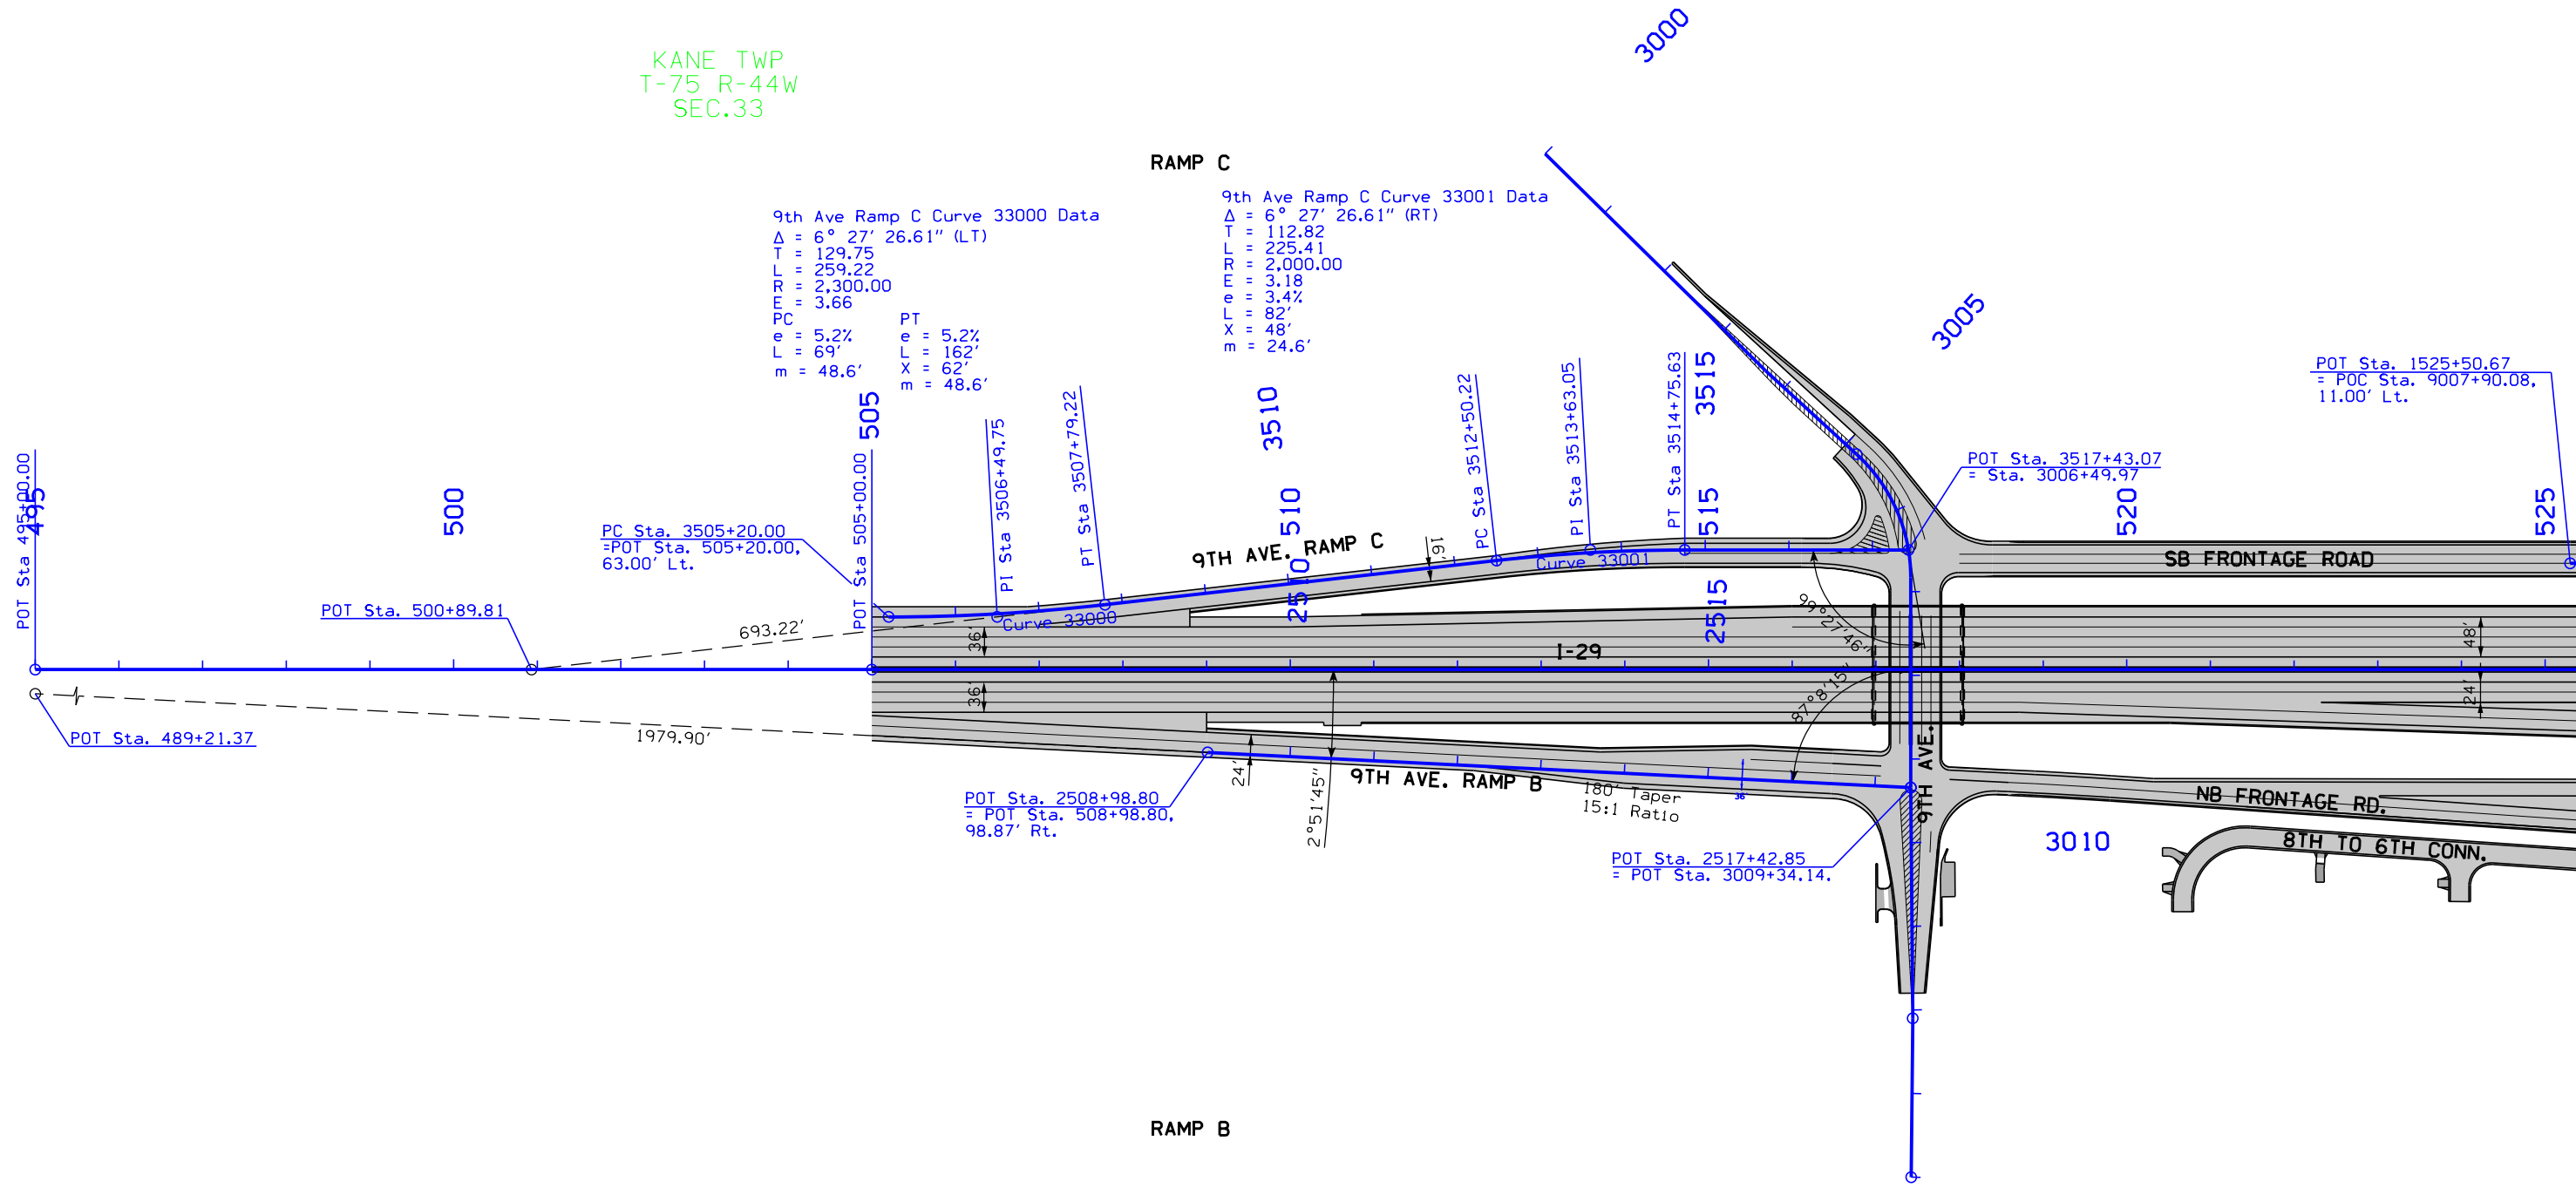 KANE TWP
T-75 R-44W
SEC.33
3000
RAMP C
9th Ave Ramp C Curve 33000 Data
Δ = 6° 27′ 26.61″ (LT)
T = 129.75
L = 259.22
R = 2,300.00
E = 3.66
PC PT
e = 5.2% e = 5.2%
L = 69′ L = 162′
X = 62′
m = 48.6′ m = 48.6′
9th Ave Ramp C Curve 33001 Data
Δ = 6° 27′ 26.61″ (RT)
T = 112.82
L = 225.41
R = 2,000.00
E = 3.18
e = 3.4%
L = 82′
X = 48′
m = 24.6′
3005
POT Sta. 1525+50.67
= POC Sta. 9007+90.08,
11.00′ Lt.
POT Sta. 3517+43.07
= Sta. 3006+49.97
POT Sta 495+00.00
495
500
POT Sta 505+00.00
505
PI Sta 3506+49.75
PT Sta 3507+79.22
3510
510
2510
PC Sta 3512+50.22
PI Sta 3513+63.05
PT Sta 3514+75.63
3515
515
2515
520
525
PC Sta. 3505+20.00
=POT Sta. 505+20.00,
63.00′ Lt.
POT Sta. 500+89.81
693.22′
Curve 33000
9TH AVE. RAMP C
16′
Curve 33001
SB FRONTAGE ROAD
99°27′46″
36′
I-29
48′
36′
87°8′15″
24′
POT Sta. 489+21.37
1979.90′
24′
2°51′45″
9TH AVE. RAMP B
180′ Taper
15:1 Ratio
36
9TH AVE.
NB FRONTAGE RD.
8TH TO 6TH CONN.
3010
POT Sta. 2508+98.80
= POT Sta. 508+98.80,
98.87′ Rt.
POT Sta. 2517+42.85
= POT Sta. 3009+34.14.
RAMP B